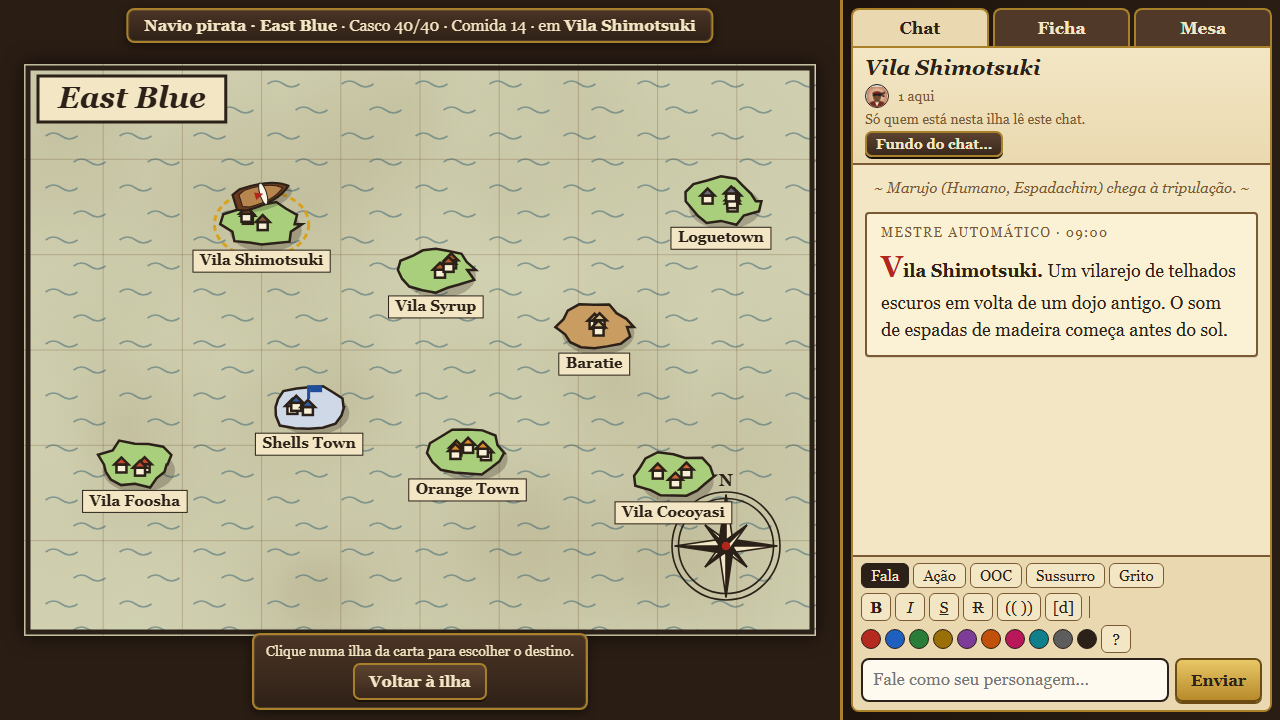 Navio pirata · East Blue · Casco 40/40 · Comida 14 · em Vila Shimotsuki
East Blue
Vila Shimotsuki
Loguetown
Vila Syrup
Baratie
Shells Town
Vila Foosha
Orange Town
Vila Cocoyasi
N
Clique numa ilha da carta para escolher o destino.
Voltar à ilha
Chat
Ficha
Mesa
Vila Shimotsuki
1 aqui
Só quem está nesta ilha lê este chat.
Fundo do chat...
~ Marujo (Humano, Espadachim) chega à tripulação. ~
MESTRE AUTOMÁTICO · 09:00
Vila Shimotsuki. Um vilarejo de telhados
escuros em volta de um dojo antigo. O som
de espadas de madeira começa antes do sol.
Fala Ação OOC Sussurro Grito
B I S R (( )) [d]
?
Fale como seu personagem...
Enviar